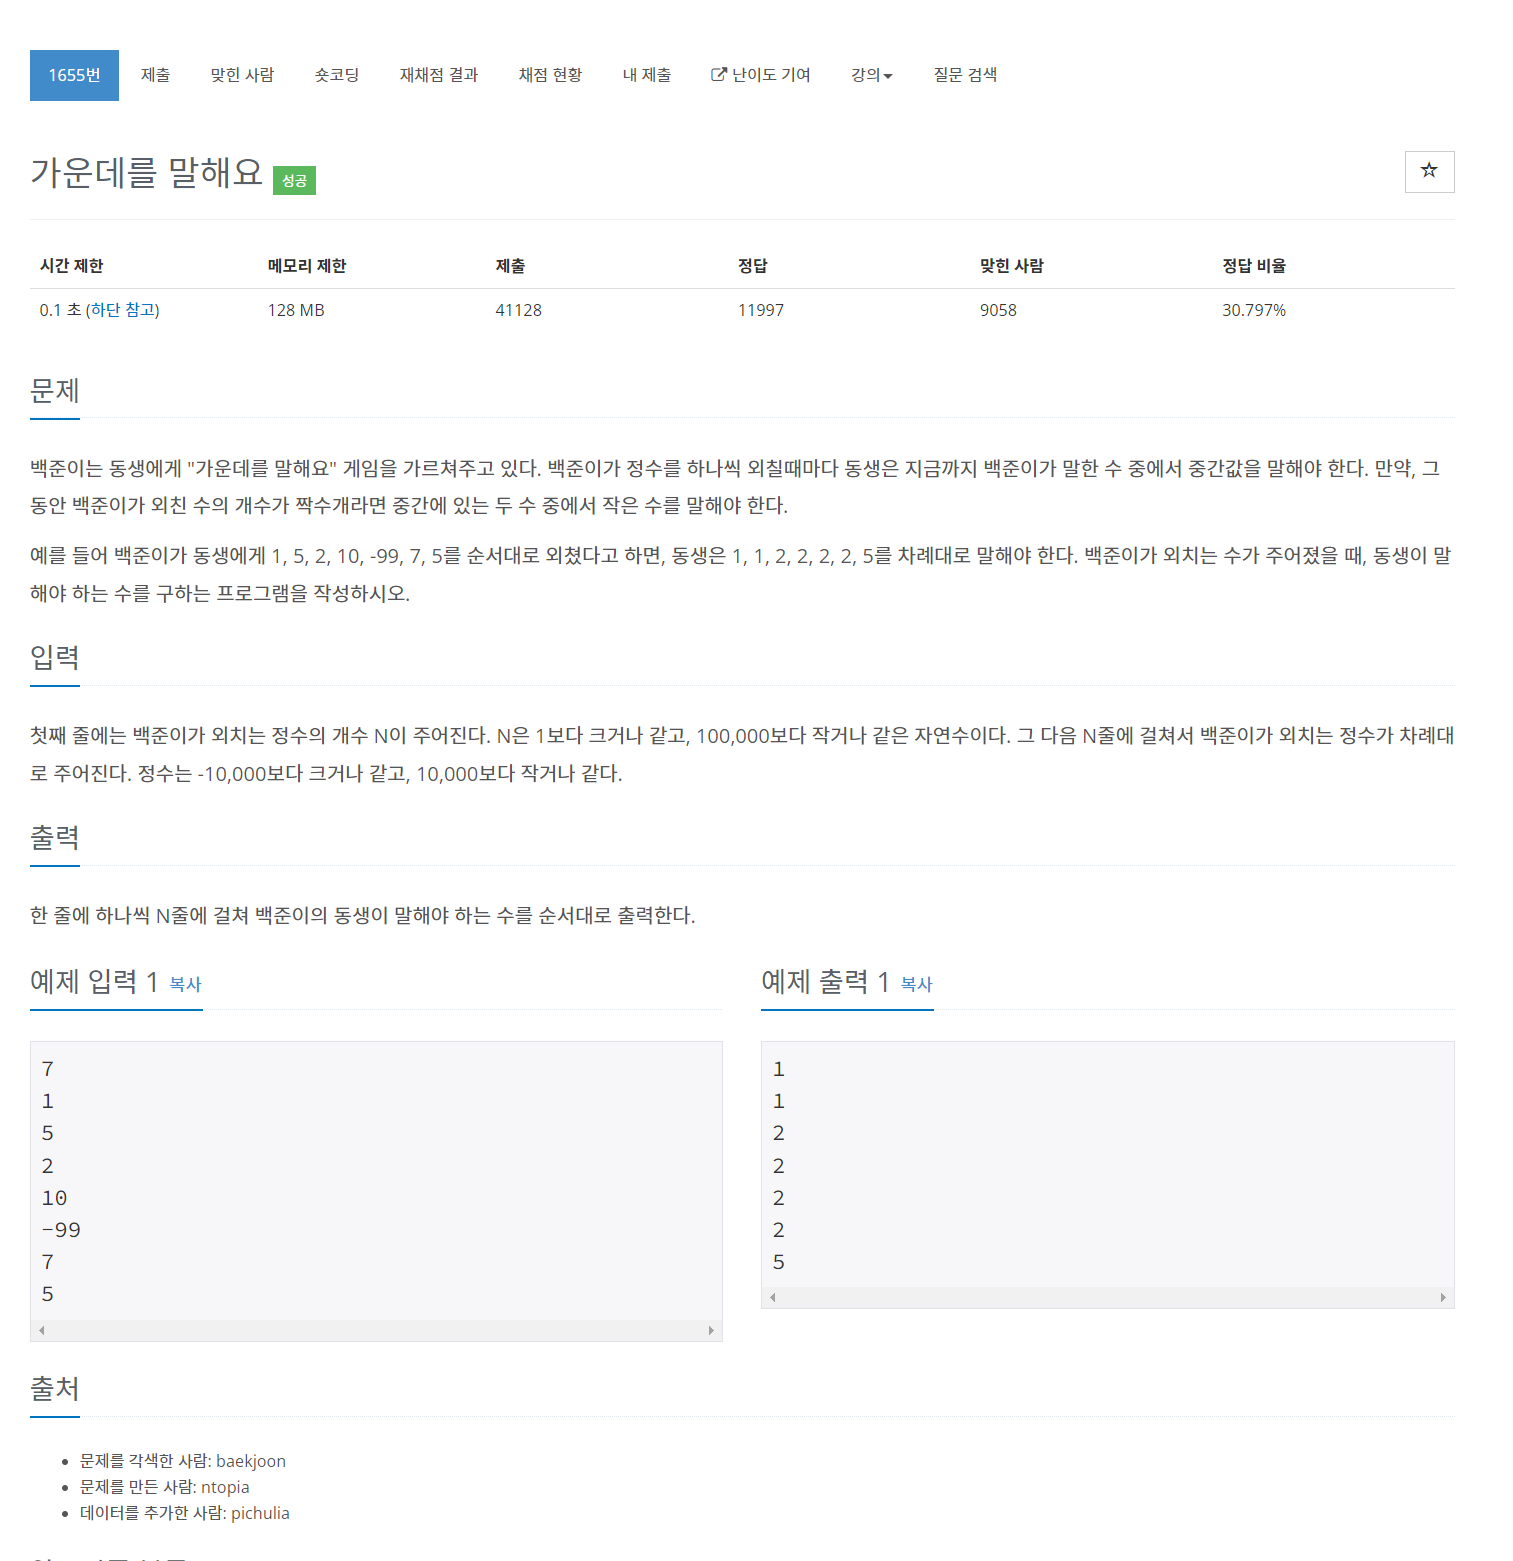 1655번 제출 맞힌 사람 숏코딩 재채점 결과 채점 현황 내 제출 난이도 기여 강의 질문 검색
가운데를 말해요 성공
시간 제한 메모리 제한 제출 정답 맞힌 사람 정답 비율
0.1 초 (하단 참고) 128 MB 41128 11997 9058 30.797%
문제
백준이는 동생에게 "가운데를 말해요" 게임을 가르쳐주고 있다. 백준이가 정수를 하나씩 외칠때마다 동생은 지금까지 백준이가 말한 수 중에서 중간값을 말해야 한다. 만약, 그
동안 백준이가 외친 수의 개수가 짝수개라면 중간에 있는 두 수 중에서 작은 수를 말해야 한다.
예를 들어 백준이가 동생에게 1, 5, 2, 10, -99, 7, 5를 순서대로 외쳤다고 하면, 동생은 1, 1, 2, 2, 2, 2, 5를 차례대로 말해야 한다. 백준이가 외치는 수가 주어졌을 때, 동생이 말
해야 하는 수를 구하는 프로그램을 작성하시오.
입력
첫째 줄에는 백준이가 외치는 정수의 개수 N이 주어진다. N은 1보다 크거나 같고, 100,000보다 작거나 같은 자연수이다. 그 다음 N줄에 걸쳐서 백준이가 외치는 정수가 차례대
로 주어진다. 정수는 -10,000보다 크거나 같고, 10,000보다 작거나 같다.
출력
한 줄에 하나씩 N줄에 걸쳐 백준이의 동생이 말해야 하는 수를 순서대로 출력한다.
예제 입력 1 복사
7
1
5
2
10
-99
7
5
예제 출력 1 복사
1
1
2
2
2
2
5
출처
문제를 각색한 사람: baekjoon
문제를 만든 사람: ntopia
데이터를 추가한 사람: pichulia